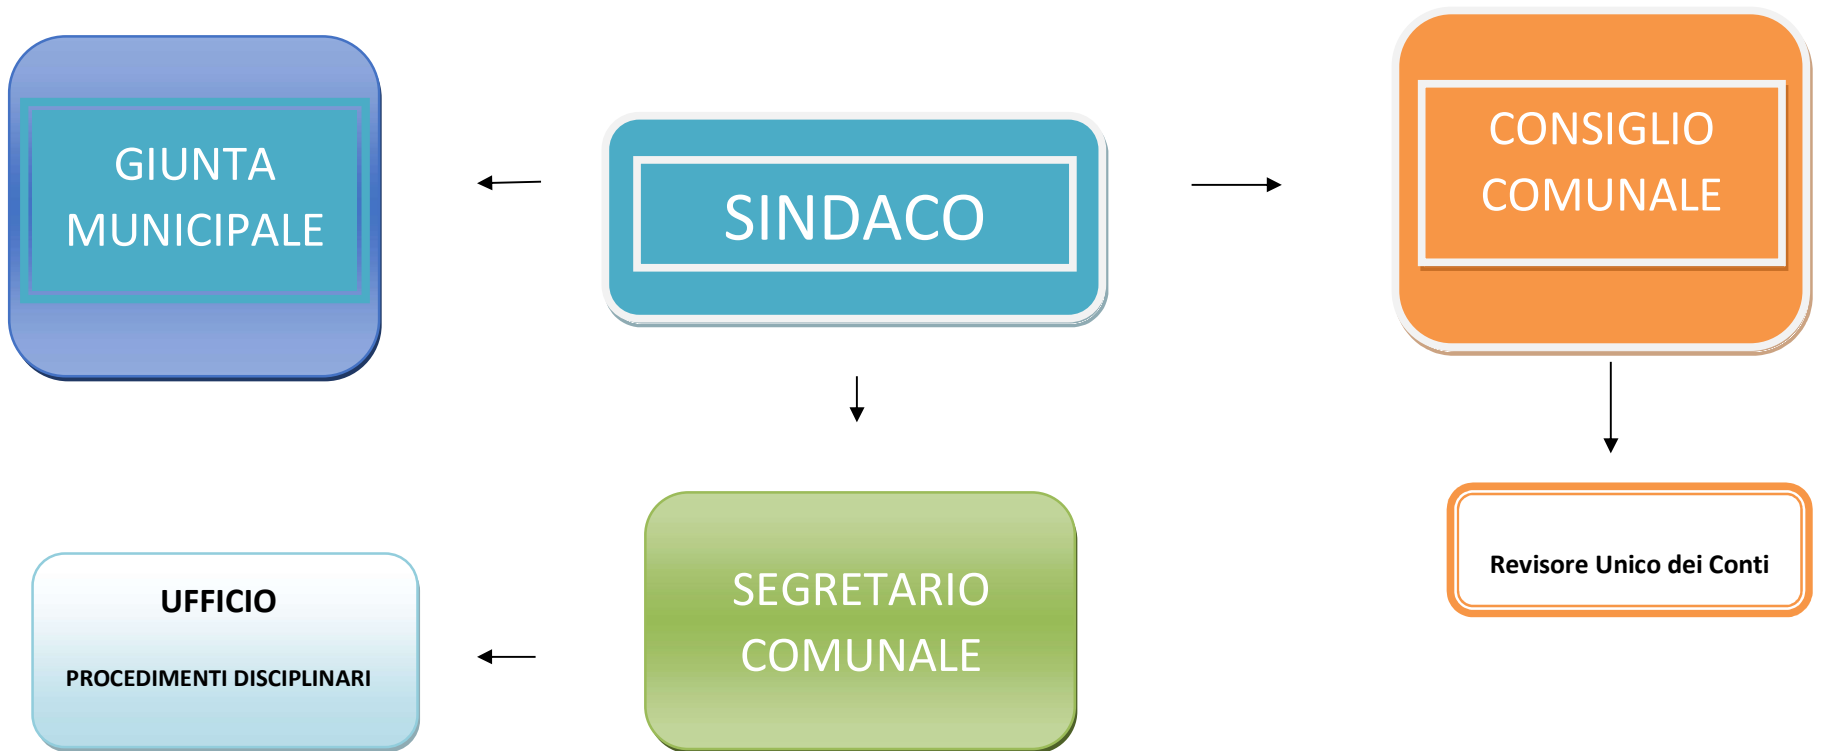 GIUNTA
MUNICIPALE
SINDACO
CONSIGLIO
COMUNALE
UFFICIO
PROCEDIMENTI DISCIPLINARI
SEGRETARIO
COMUNALE
Revisore Unico dei Conti